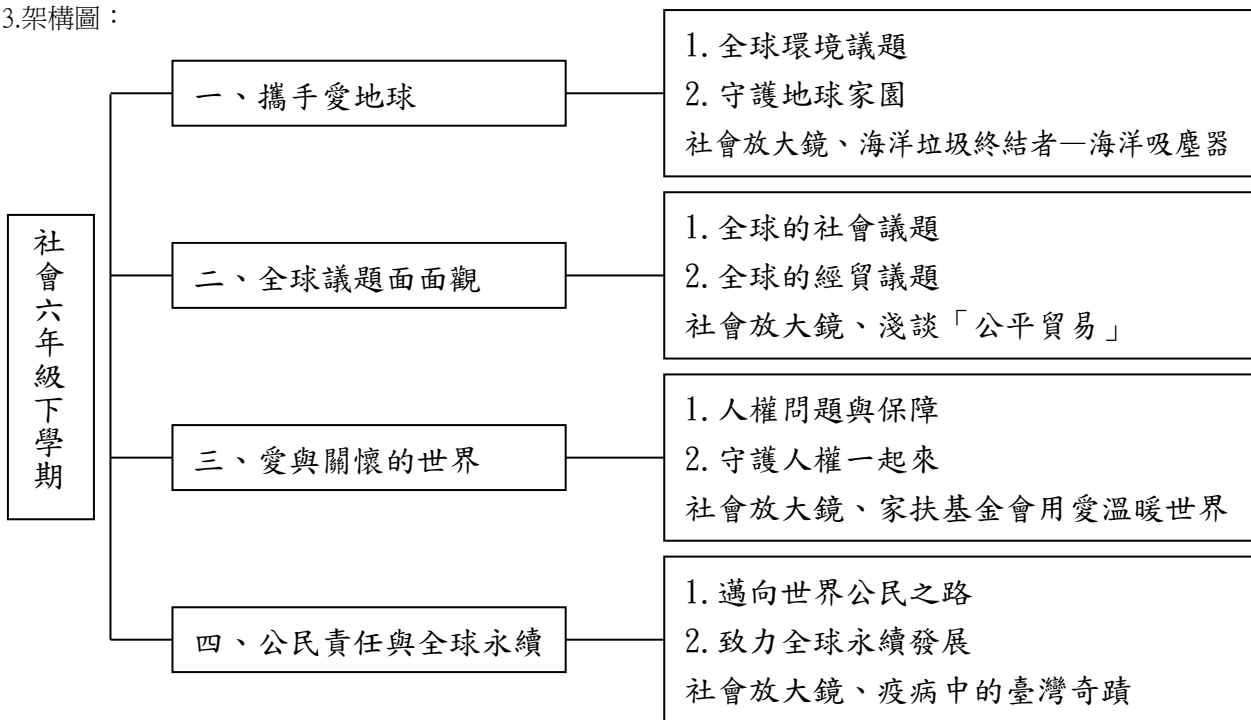 3.架構圖：
社會六年級下學期
一、攜手愛地球
1.全球環境議題
2.守護地球家園
社會放大鏡、海洋垃圾終結者—海洋吸塵器
二、全球議題面面觀
1.全球的社會議題
2.全球的經貿議題
社會放大鏡、淺談「公平貿易」
三、愛與關懷的世界
1.人權問題與保障
2.守護人權一起來
社會放大鏡、家扶基金會用愛溫暖世界
四、公民責任與全球永續
1.邁向世界公民之路
2.致力全球永續發展
社會放大鏡、疫病中的臺灣奇蹟